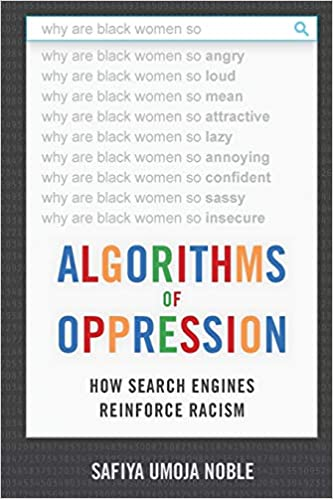 why are black women so
why are black women so angry
why are black women so loud
why are black women so mean
why are black women so attractive
why are black women so lazy
why are black women so annoying
why are black women so confident
why are black women so sassy
why are black women so insecure
ALGORITHMS
OF
OPPRESSION
HOW SEARCH ENGINES
REINFORCE RACISM
SAFIYA UMOJA NOBLE